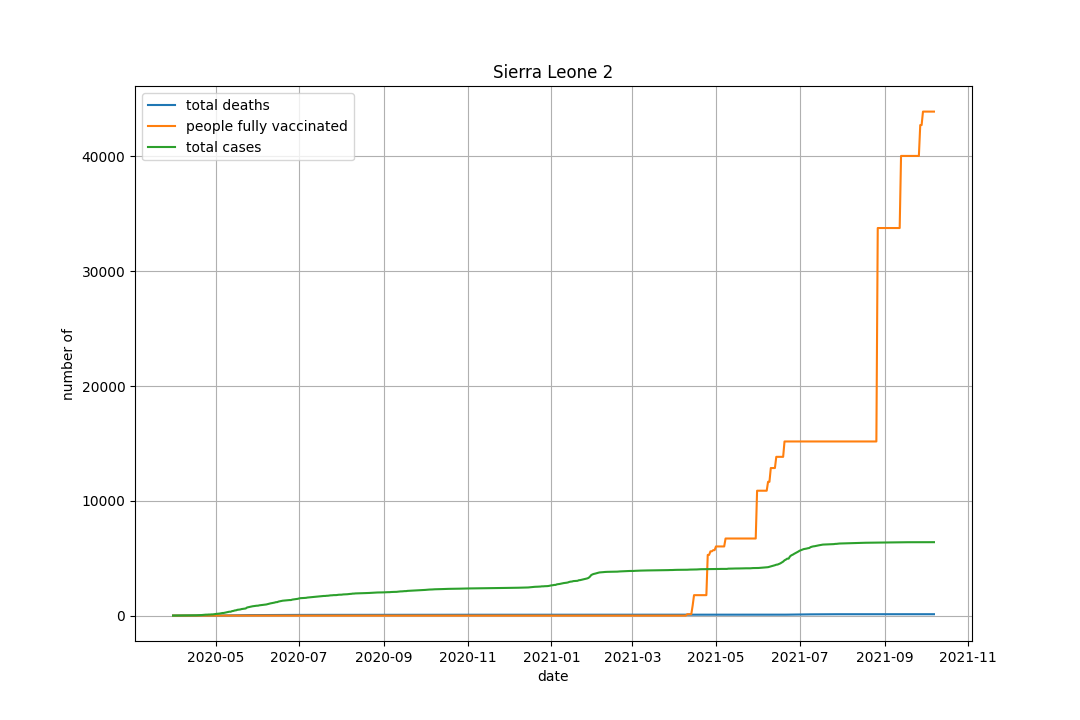 Sierra Leone 2
total deaths
people fully vaccinated
total cases
number of
40000
30000
20000
10000
0
2020-05 2020-07 2020-09 2020-11 2021-01 2021-03 2021-05 2021-07 2021-09 2021-11
date